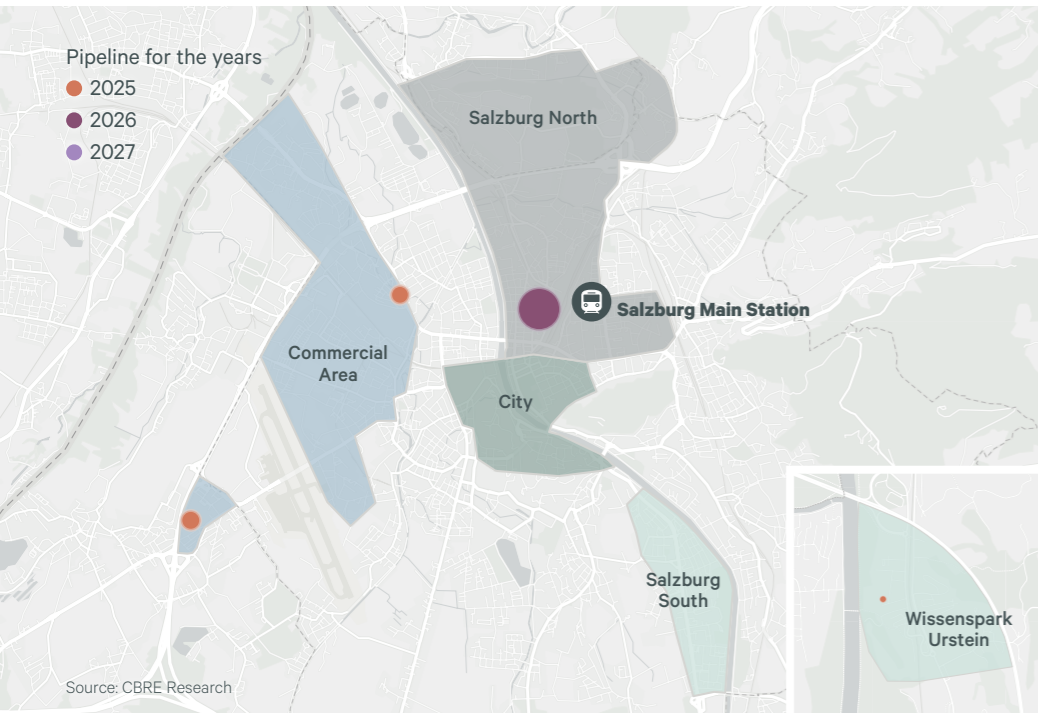 Pipeline for the years
2025
2026
2027
Salzburg North
Salzburg Main Station
Commercial
Area
City
Salzburg
South
Wissenspark
Urstein
Source: CBRE Research